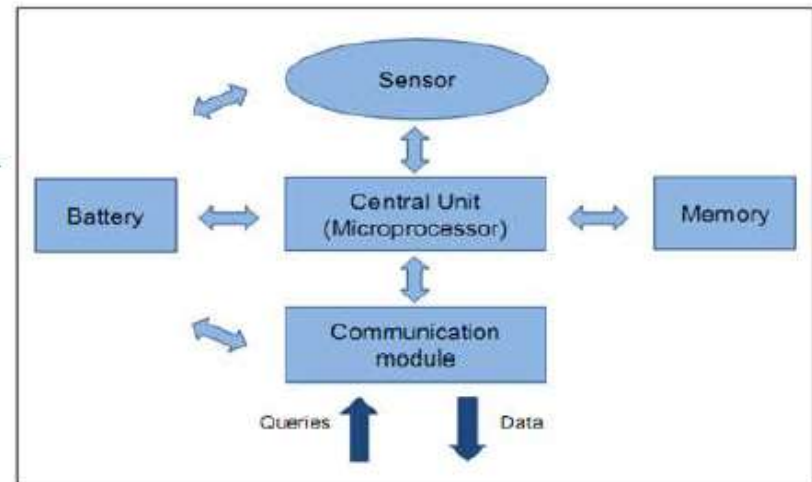 Sensor
Battery
Central Unit
(Microprocessor)
Memory
Communication
module
Queries
Data